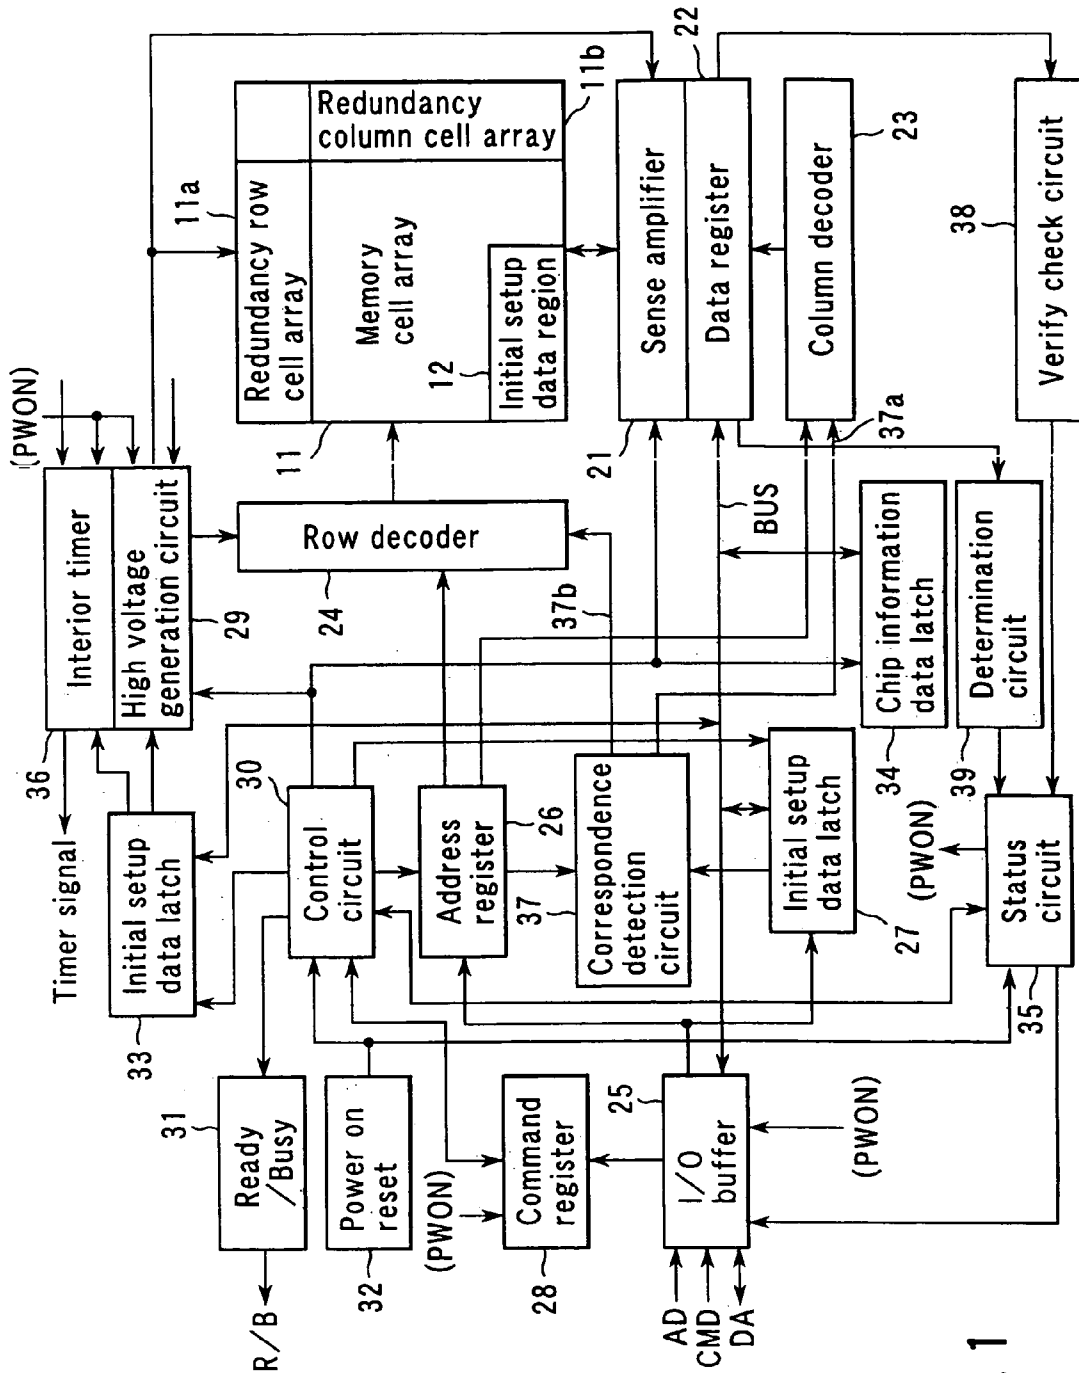 (PWON)
36
Interior timer
High voltage
generation circuit
29
Timer signal
Initial setup
data latch
33
11a
Redundancy row
cell array
Redundancy
column cell array
11b
Memory
cell array
12
Initial setup
data region
11
Row decoder
24
37b
30
Control
circuit
31
Ready
/Busy
R/B
Power on
reset
32
(PWON)
Address
register
26
Command
register
28
37
Correspondence
detection
circuit
21
Sense amplifier
Data register
22
Column decoder
23
37a
BUS
Initial setup
data latch
27
25
I/O
buffer
(PWON)
AD
CMD
DA
Chip information
data latch
34
Determination
circuit
39
(PWON)
Status
circuit
35
38
Verify check circuit
1